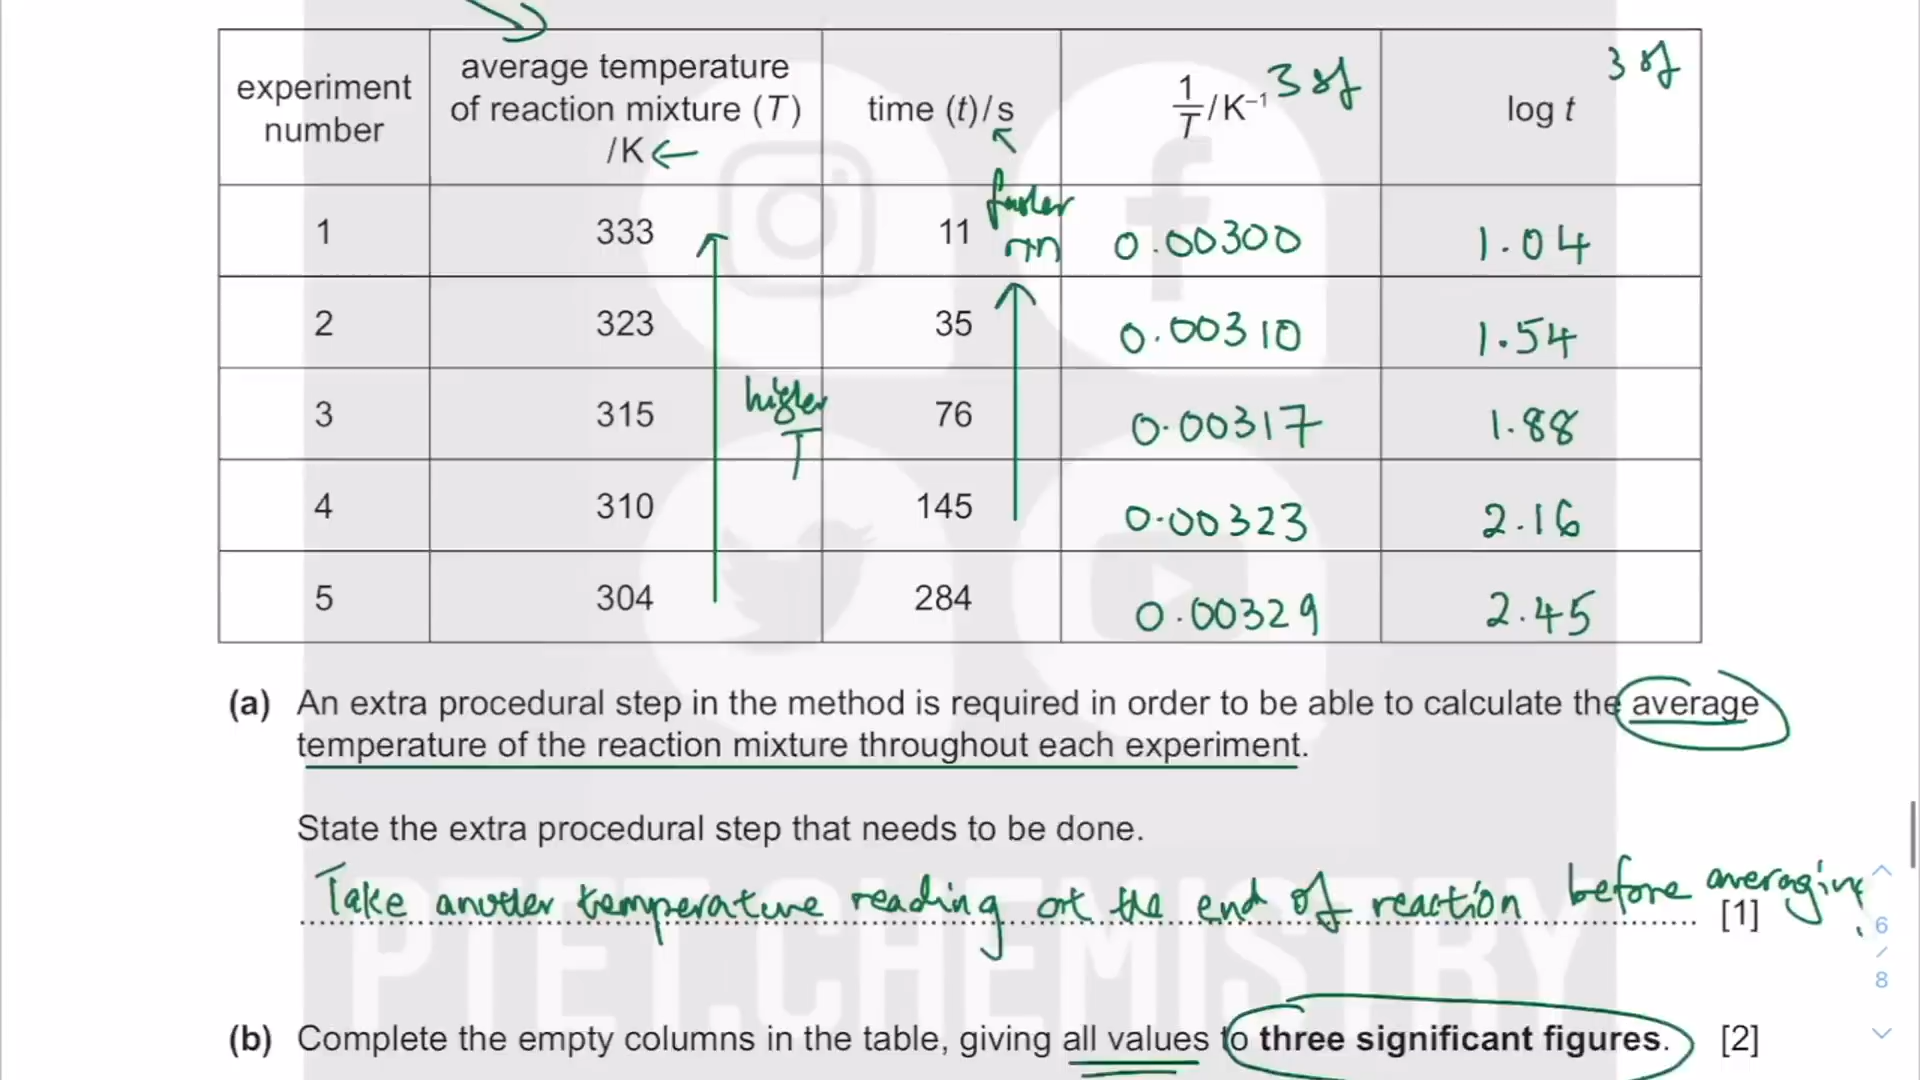 experiment number
average temperature of reaction mixture (T) /K
time (t)/s
1/T /K⁻¹ 3 sf
log t 3 sf
1 333 11 0.00300 1.04
faster rxn
2 323 35 0.00310 1.54
higher T
3 315 76 0.00317 1.88
4 310 145 0.00323 2.16
5 304 284 0.00329 2.45
(a) An extra procedural step in the method is required in order to be able to calculate the average
temperature of the reaction mixture throughout each experiment.
State the extra procedural step that needs to be done.
Take another temperature reading at the end of reaction before averaging.
[1]
PTET.CHEMISTRY
6
/
8
(b) Complete the empty columns in the table, giving all values to three significant figures. [2]